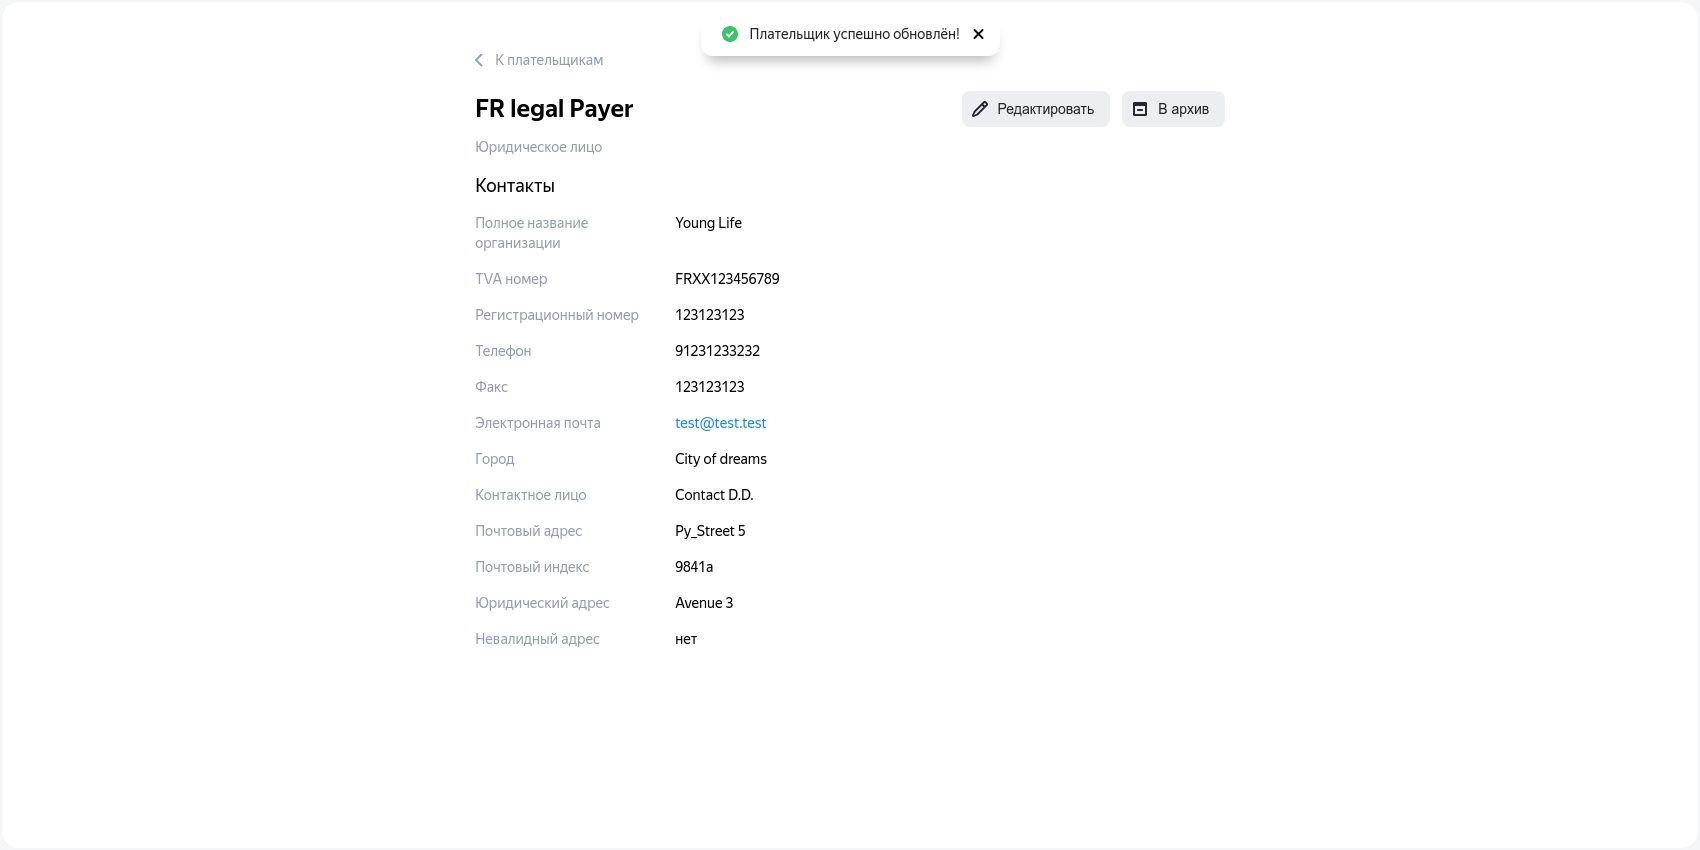 Плательщик успешно обновлён!
К плательщикам
FR legal Payer
Редактировать
В архив
Юридическое лицо
Контакты
Полное название
организации
Young Life
TVA номер
FRXX123456789
Регистрационный номер
123123123
Телефон
91231233232
Факс
123123123
Электронная почта
test@test.test
Город
City of dreams
Контактное лицо
Contact D.D.
Почтовый адрес
Py_Street 5
Почтовый индекс
9841a
Юридический адрес
Avenue 3
Невалидный адрес
нет